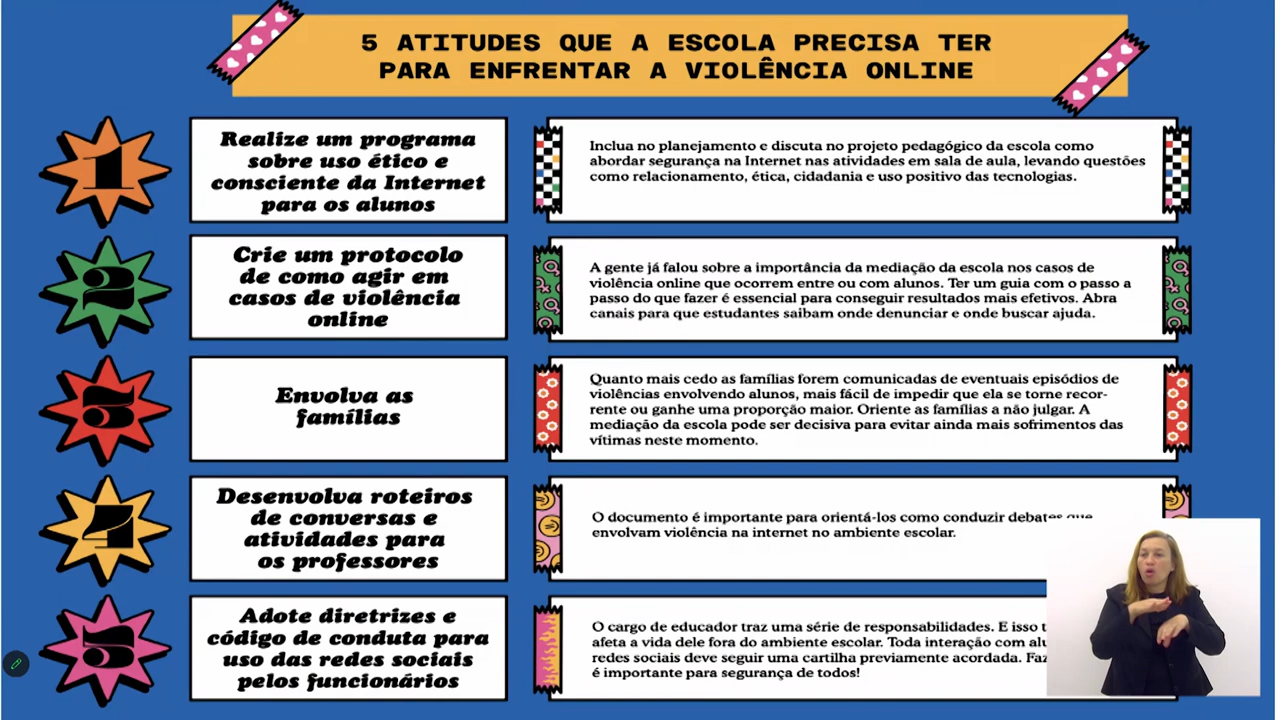 5 ATITUDES QUE A ESCOLA PRECISA TER
PARA ENFRENTAR A VIOLÊNCIA ONLINE
1
Realize um programa
sobre uso ético e
consciente da Internet
para os alunos
Inclua no planejamento e discuta no projeto pedagógico da escola como
abordar segurança na Internet nas atividades em sala de aula, levando questões
como relacionamento, ética, cidadania e uso positivo das tecnologias.
2
Crie um protocolo
de como agir em
casos de violência
online
A gente já falou sobre a importância da mediação da escola nos casos de
violência online que ocorrem entre ou com alunos. Ter um guia com o passo a
passo do que fazer é essencial para conseguir resultados mais efetivos. Abra
canais para que estudantes saibam onde denunciar e onde buscar ajuda.
3
Envolva as
famílias
Quanto mais cedo as famílias forem comunicadas de eventuais episódios de
violências envolvendo alunos, mais fácil de impedir que ela se torne recor-
rente ou ganhe uma proporção maior. Oriente as famílias a não julgar. A
mediação da escola pode ser decisiva para evitar ainda mais sofrimentos das
vítimas neste momento.
4
Desenvolva roteiros
de conversas e
atividades para
os professores
O documento é importante para orientá-los como conduzir debates que
envolvam violência na internet no ambiente escolar.
5
Adote diretrizes e
código de conduta para
uso das redes sociais
pelos funcionários
O cargo de educador traz uma série de responsabilidades. E isso
afeta a vida dele fora do ambiente escolar. Toda interação com
redes sociais deve seguir uma cartilha previamente acordada.
é importante para segurança de todos!